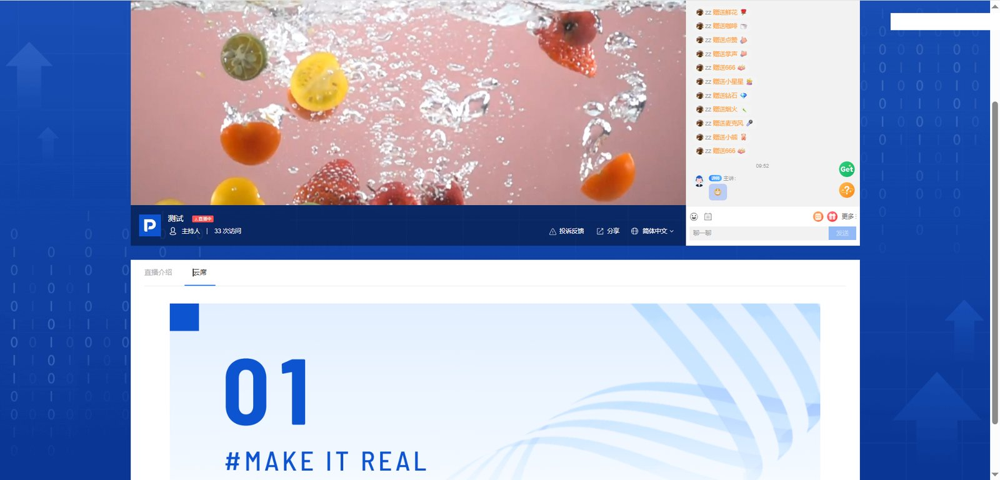 zz 赠送鲜花
zz 赠送咖啡
zz 赠送点赞
zz 赠送掌声
zz 赠送666
zz 赠送小星星
zz 赠送钻石
zz 赠送烟火
zz 赠送麦克风
zz 赠送小熊
zz 赠送666
09:52
Get
讲师 主讲:
?
测试 直播中
主持人 | 33 次访问
投诉反馈 分享 简体中文
更多
聊一聊 发送
直播介绍 云席
01
#MAKE IT REAL